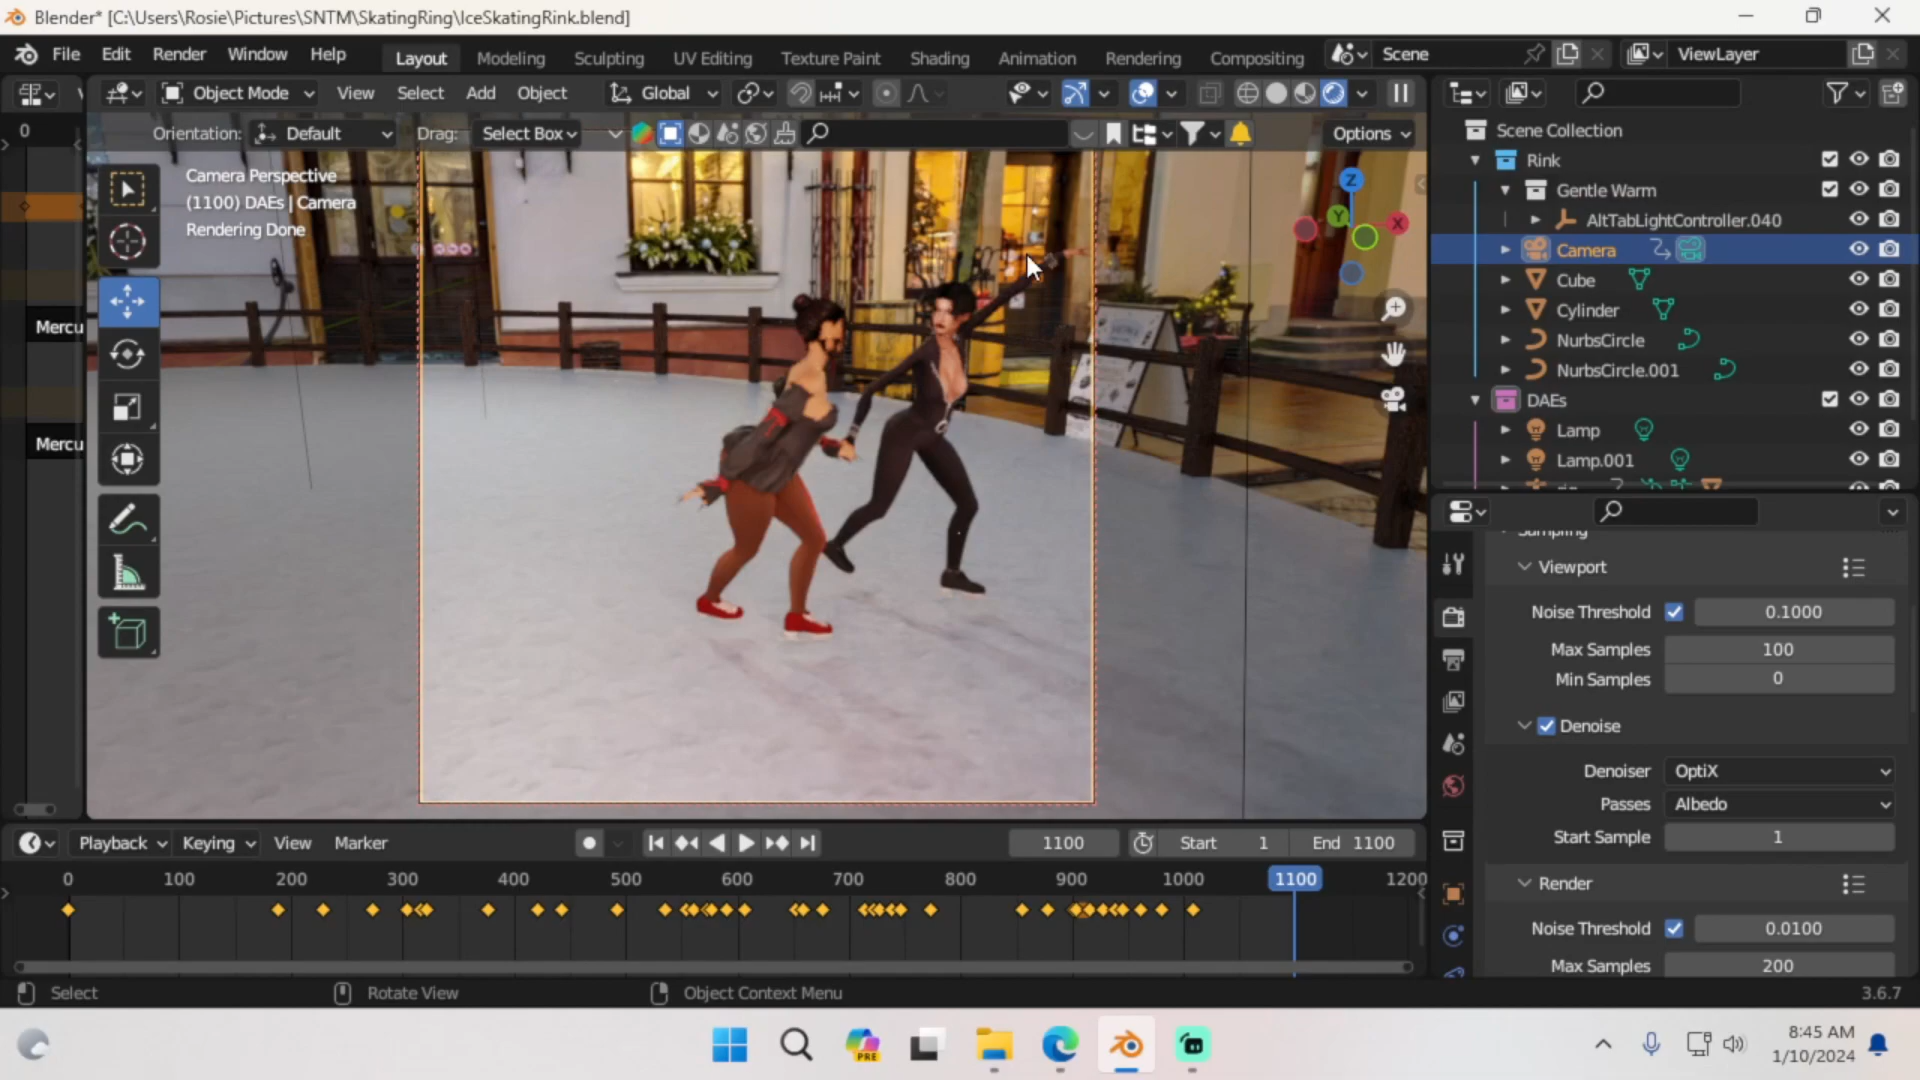 Blender* [C:\Users\Rosie\Pictures\SNTM\SkatingRing\IceSkatingRink.blend]
File Edit Render Window Help Layout Modeling Sculpting UV Editing Texture Paint Shading Animation Rendering Compositing Scene ViewLayer
Object Mode View Select Add Object Global
Orientation: Default Drag: Select Box Options
0
Camera Perspective
(1100) DAEs | Camera
Rendering Done
Mercu
Mercu
Z
Y
X
Scene Collection
Rink
Gentle Warm
AltTabLightController.040
Camera
Cube
Cylinder
NurbsCircle
NurbsCircle.001
DAEs
Lamp
Lamp.001
Sampling
Viewport
Noise Threshold 0.1000
Max Samples 100
Min Samples 0
Denoise
Denoiser OptiX
Passes Albedo
Start Sample 1
Render
Noise Threshold 0.0100
Max Samples 200
Playback Keying View Marker 1100 Start 1 End 1100
0 100 200 300 400 500 600 700 800 900 1000 1100 1200
Select Rotate View Object Context Menu 3.6.7
PRE
8:45 AM
1/10/2024